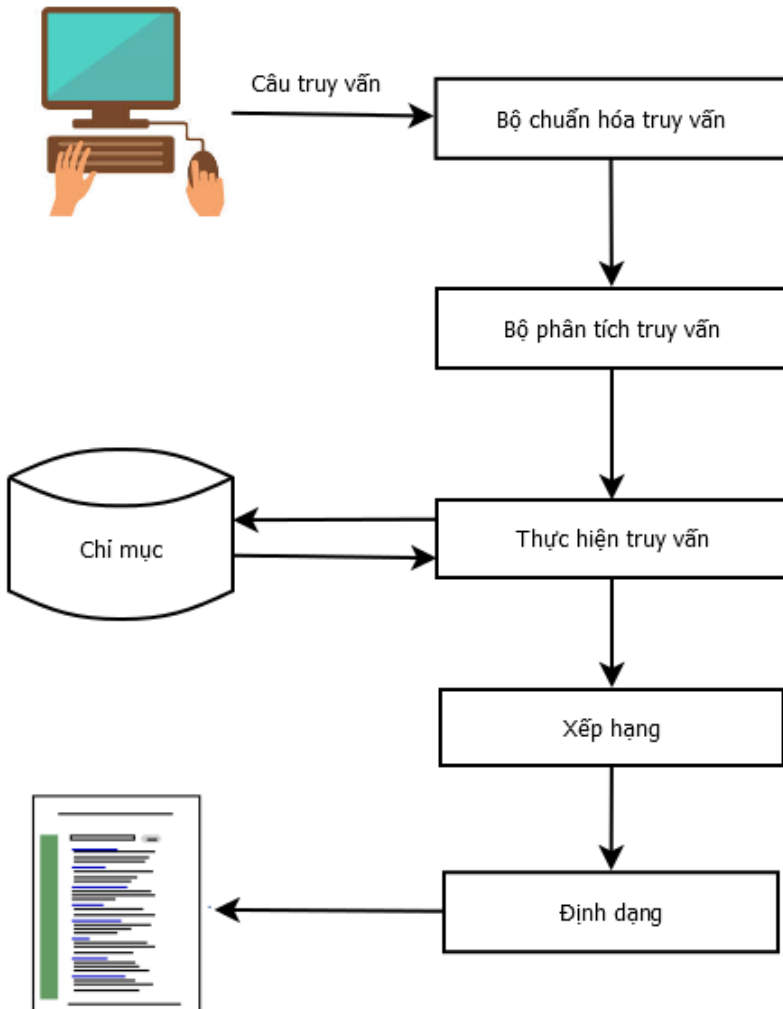 Câu truy vấn
Bộ chuẩn hóa truy vấn
Bộ phân tích truy vấn
Chỉ mục
Thực hiện truy vấn
Xếp hạng
Định dạng